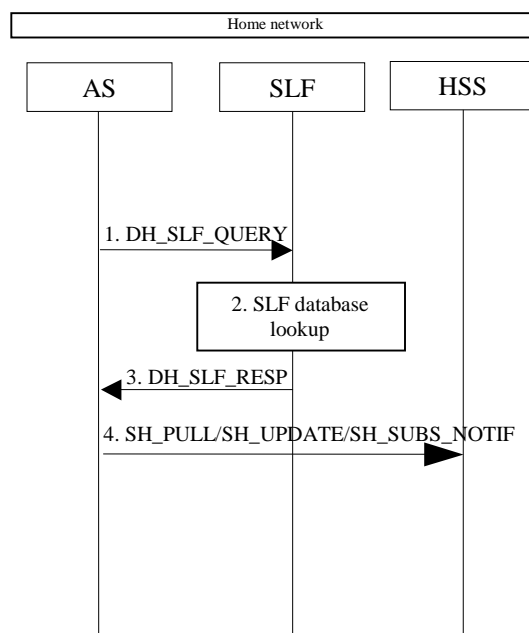 Home network
AS
SLF
HSS
1. DH_SLF_QUERY
2. SLF database
lookup
3. DH_SLF_RESP
4. SH_PULL/SH_UPDATE/SH_SUBS_NOTIF